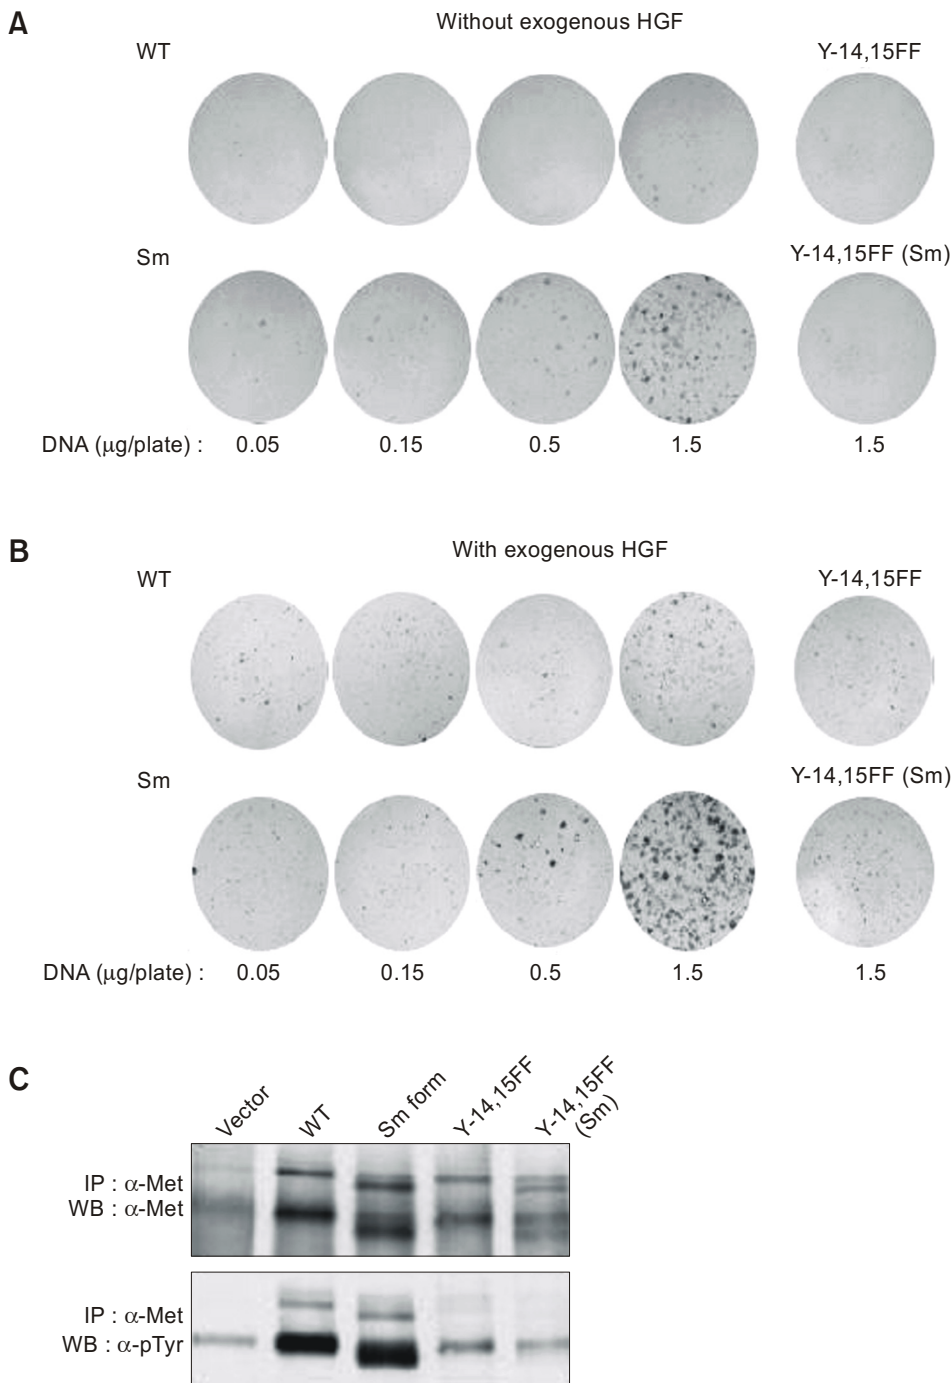 A
Without exogenous HGF
WT
Y-14,15FF
Sm
Y-14,15FF (Sm)
DNA (μg/plate) : 0.05 0.15 0.5 1.5 1.5
B
With exogenous HGF
WT
Y-14,15FF
Sm
Y-14,15FF (Sm)
DNA (μg/plate) : 0.05 0.15 0.5 1.5 1.5
C
Vector
WT
Sm form
Y-14,15FF
Y-14,15FF
(Sm)
IP : α-Met
WB : α-Met
IP : α-Met
WB : α-pTyr